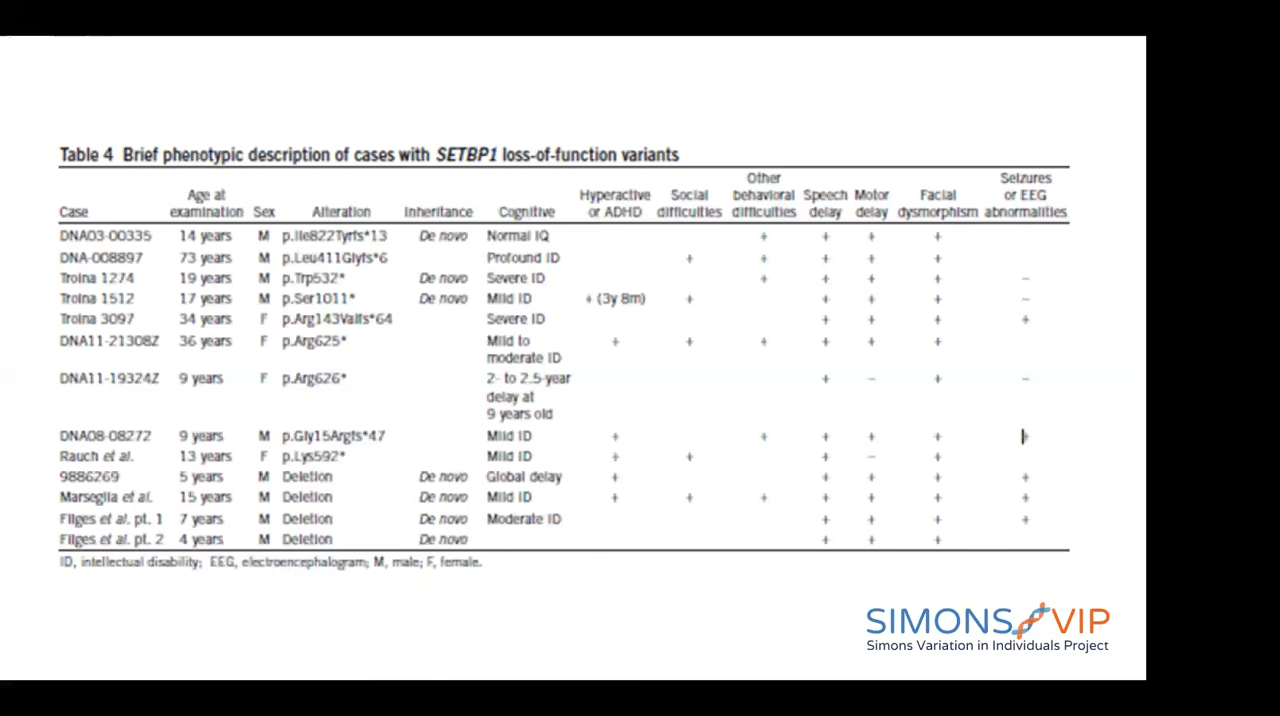 Table 4 Brief phenotypic description of cases with SETBP1 loss-of-function variants
Case Age at examination Sex Alteration Inheritance Cognitive Hyperactive or ADHD Social difficulties Other behavioral difficulties Speech delay Motor delay Facial dysmorphism Seizures or EEG abnormalities
DNA03-00335 14 years M p.Ile822Tyrfs*13 De novo Normal IQ + + + +
DNA-008897 73 years M p.Leu411Glyfs*6 Profound ID + + + + +
Troina 1274 19 years M p.Trp532* De novo Severe ID + + + + –
Troina 1512 17 years M p.Ser1011* De novo Mild ID + (3y 8m) + + + + –
Troina 3097 34 years F p.Arg143Valfs*64 Severe ID + + + +
DNA11-21308Z 36 years F p.Arg625* Mild to moderate ID + + + + + +
DNA11-19324Z 9 years F p.Arg626* 2- to 2.5-year delay at 9 years old + – + –
DNA08-08272 9 years M p.Gly15Argfs*47 Mild ID + + + + + +
Rauch et al. 13 years F p.Lys592* Mild ID + + + – +
9886269 5 years M Deletion De novo Global delay + + + + +
Marseglia et al. 15 years M Deletion De novo Mild ID + + + + + + +
Filges et al. pt. 1 7 years M Deletion De novo Moderate ID + + + +
Filges et al. pt. 2 4 years M Deletion De novo + + +
ID, intellectual disability; EEG, electroencephalogram; M, male; F, female.
SIMONS VIP
Simons Variation in Individuals Project